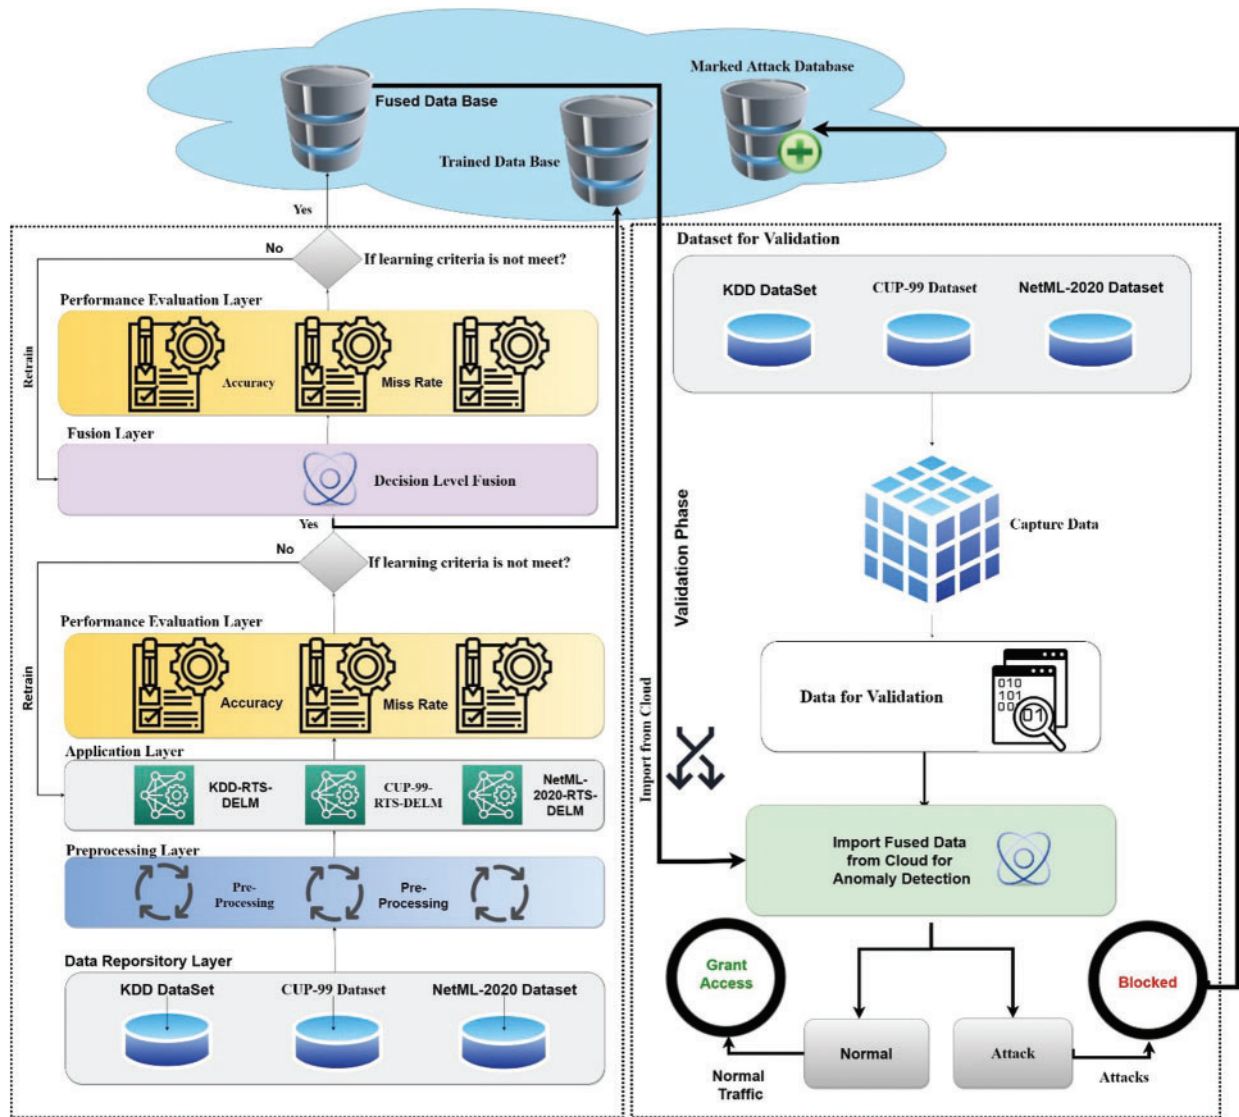 Marked Attack Database
Fused Data Base
Trained Data Base
Yes
No
If learning criteria is not meet?
Performance Evaluation Layer
Accuracy
Miss Rate
Retrain
Fusion Layer
Decision Level Fusion
Yes
No
If learning criteria is not meet?
Performance Evaluation Layer
Accuracy
Miss Rate
Retrain
Application Layer
KDD-RTS-
DELM
CUP-99-
RTS-DELM
NetML-
2020-RTS-
DELM
Preprocessing Layer
Pre-
Processing
Pre-
Processing
Data Reporsitory Layer
KDD DataSet
CUP-99 Dataset
NetML-2020 Dataset
Dataset for Validation
KDD DataSet
CUP-99 Dataset
NetML-2020 Dataset
Capture Data
Validation Phase
Import from Cloud
Data for Validation
010
101
00
01
Import Fused Data
from Cloud for
Anomaly Detection
Grant
Access
Blocked
Normal
Attack
Normal
Traffic
Attacks